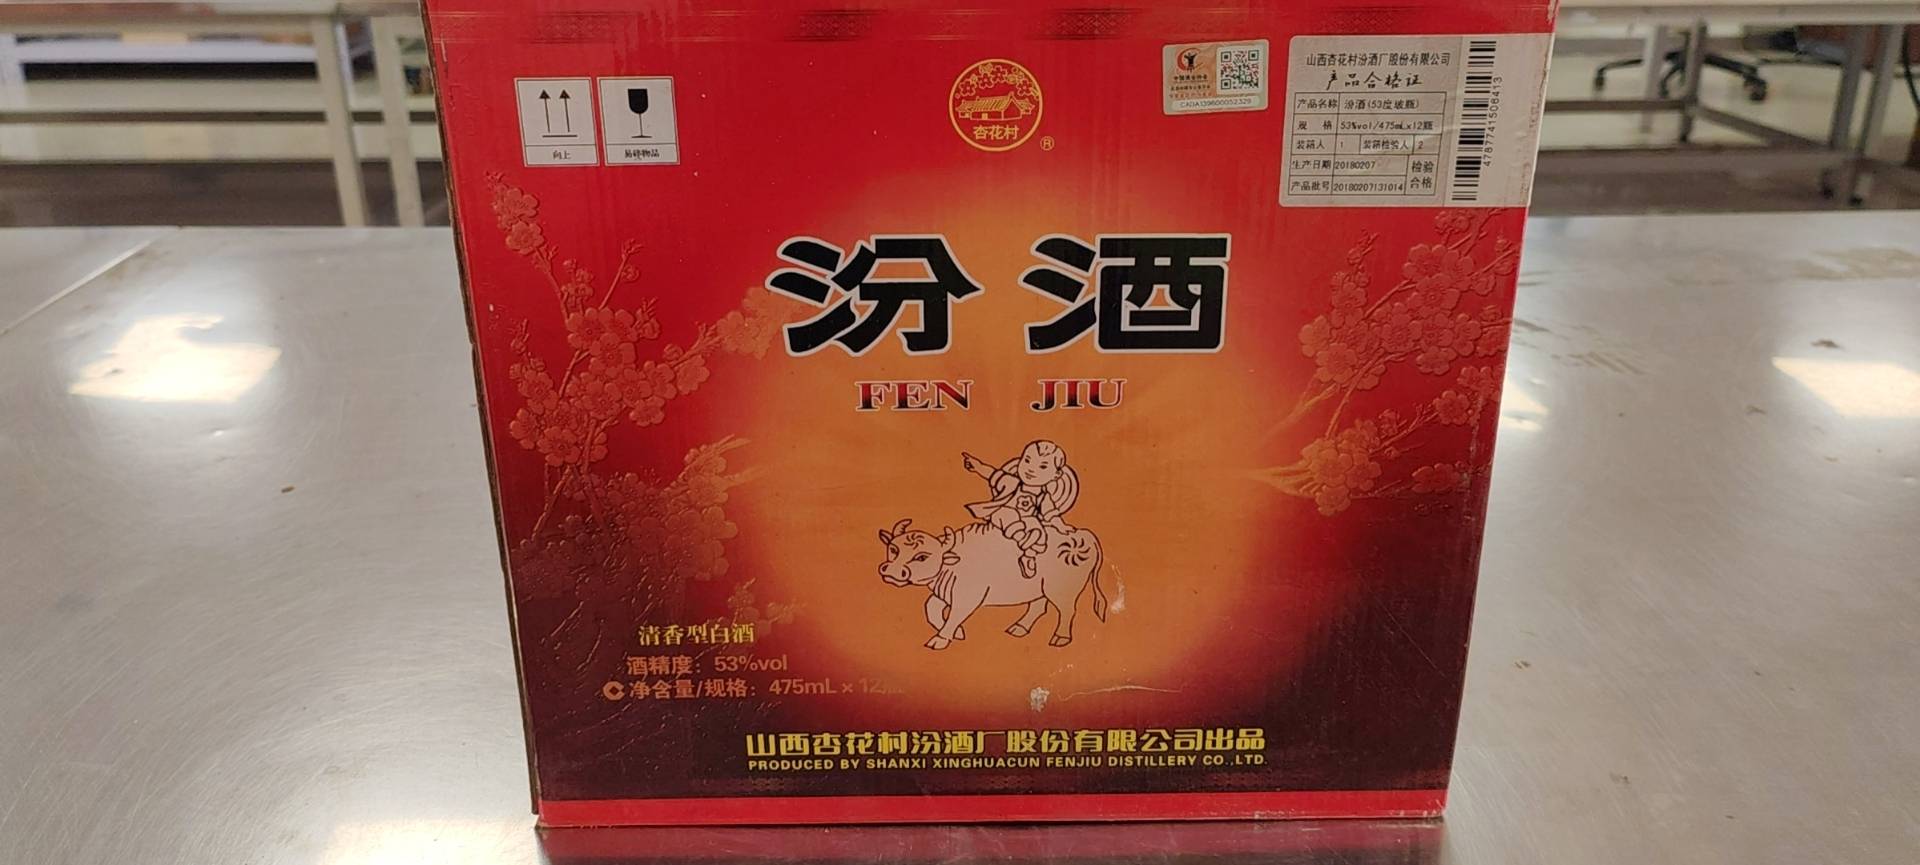 向上
易碎物品
杏花村
®
CADA139600052329
山西杏花村汾酒厂股份有限公司
产品合格证
产品名称 汾酒(53度玻瓶)
规 格 53%vol/475mL×12瓶
装箱人 1 装箱检验人 2
生产日期 20180207 检验
产品批号 20180207131014 合格
汾酒
FEN JIU
清香型白酒
酒精度：53%vol
净含量/规格：475mL×12瓶
山西杏花村汾酒厂股份有限公司出品
PRODUCED BY SHANXI XINGHUACUN FENJIU DISTILLERY CO.,LTD.